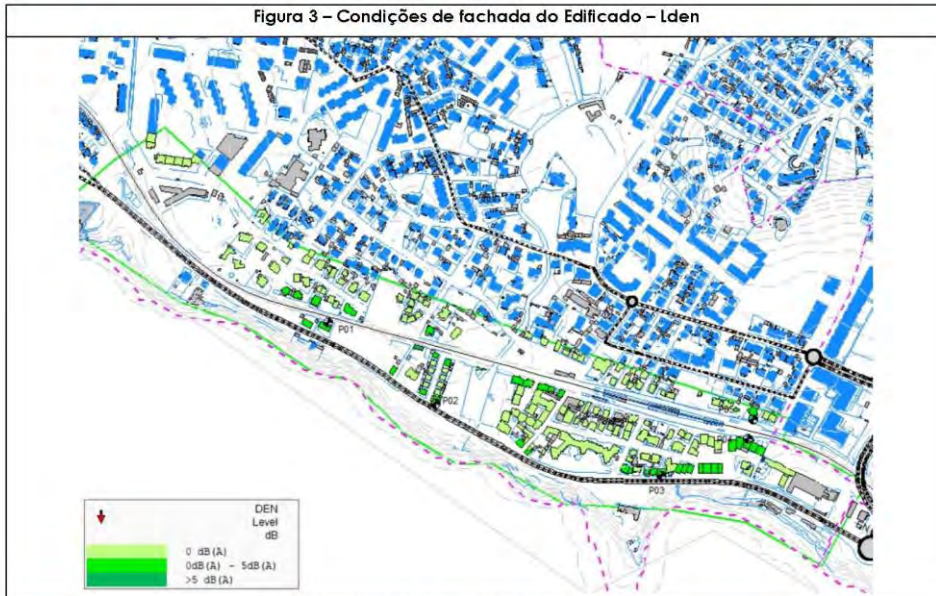 Figura 3 – Condições de fachada do Edificado – Lden
P01
P02
P03
DEN
Level
dB
0 dB(A)
0dB(A) - 5dB(A)
>5 dB(A)